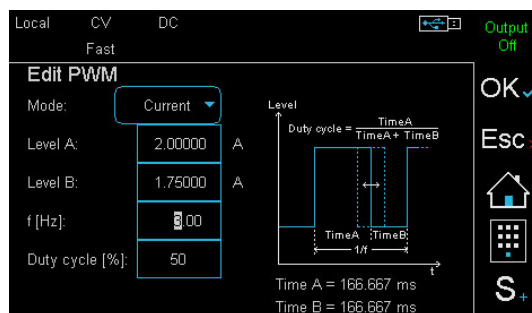 Local CV DC Output
Fast Off
Edit PWM
OK
Mode: Current
Level
Duty cycle = TimeA / TimeA + TimeB
Level A: 2.00000 A
Esc
Level B: 1.75000 A
f [Hz]: 3.00
TimeA TimeB
1/f
Duty cycle [%]: 50
t
Time A = 166.667 ms
Time B = 166.667 ms
S+